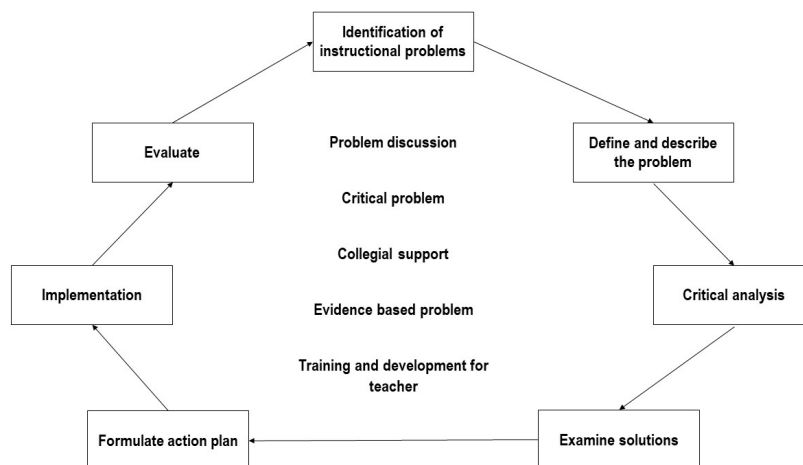 Identification of
instructional problems
Evaluate
Problem discussion
Define and describe
the problem
Critical problem
Collegial support
Implementation
Evidence based problem
Critical analysis
Training and development for
teacher
Formulate action plan
Examine solutions